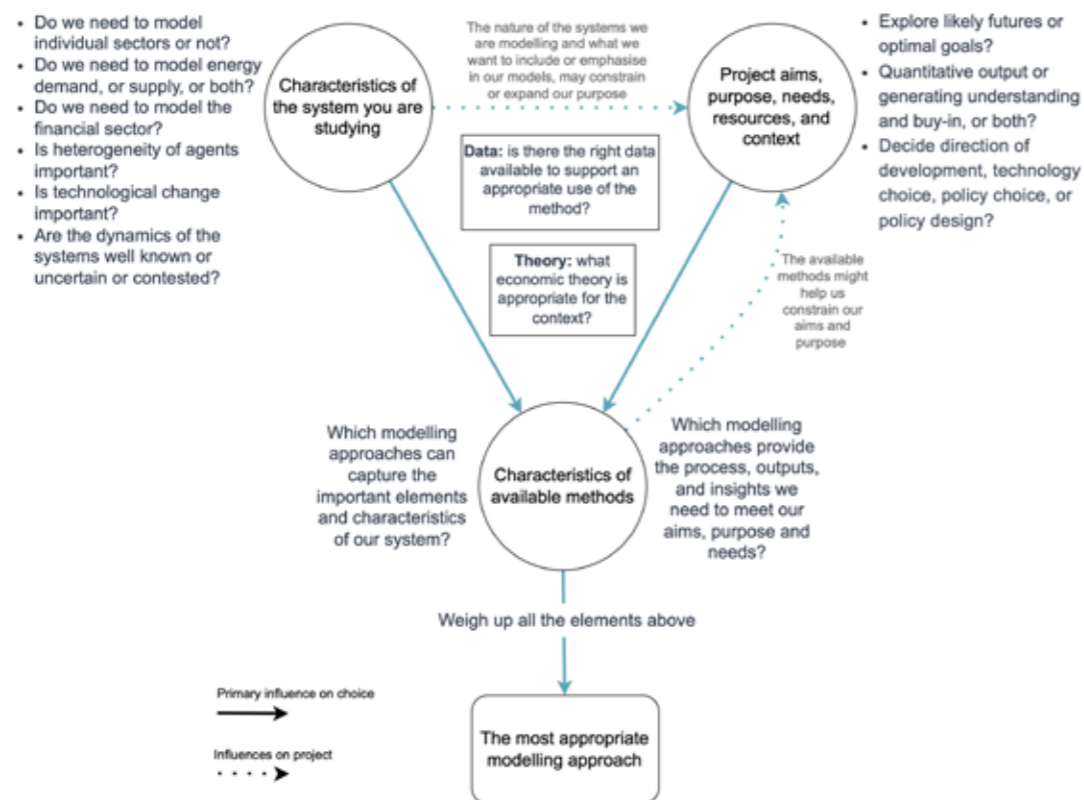 • Do we need to model
individual sectors or not?
• Do we need to model energy
demand, or supply, or both?
• Do we need to model the
financial sector?
• Is heterogeneity of agents
important?
• Is technological change
important?
• Are the dynamics of the
systems well known or
uncertain or contested?
Characteristics
of the system you are
studying
The nature of the systems we
are modelling and what we
want to include or emphasise
in our models, may constrain
or expand our purpose
Project aims,
purpose, needs,
resources, and
context
• Explore likely futures or
optimal goals?
• Quantitative output or
generating understanding
and buy-in, or both?
• Decide direction of
development, technology
choice, policy choice, or
policy design?
Data: is there the right data
available to support an
appropriate use of the
method?
Theory: what
economic theory is
appropriate for the
context?
The available
methods might
help us
constrain our
aims and
purpose
Which modelling
approaches can
capture the
important elements
and characteristics
of our system?
Characteristics of
available methods
Which modelling
approaches provide
the process, outputs,
and insights we
need to meet our
aims, purpose and
needs?
Weigh up all the elements above
Primary influence on choice
Influences on project
The most appropriate
modelling approach